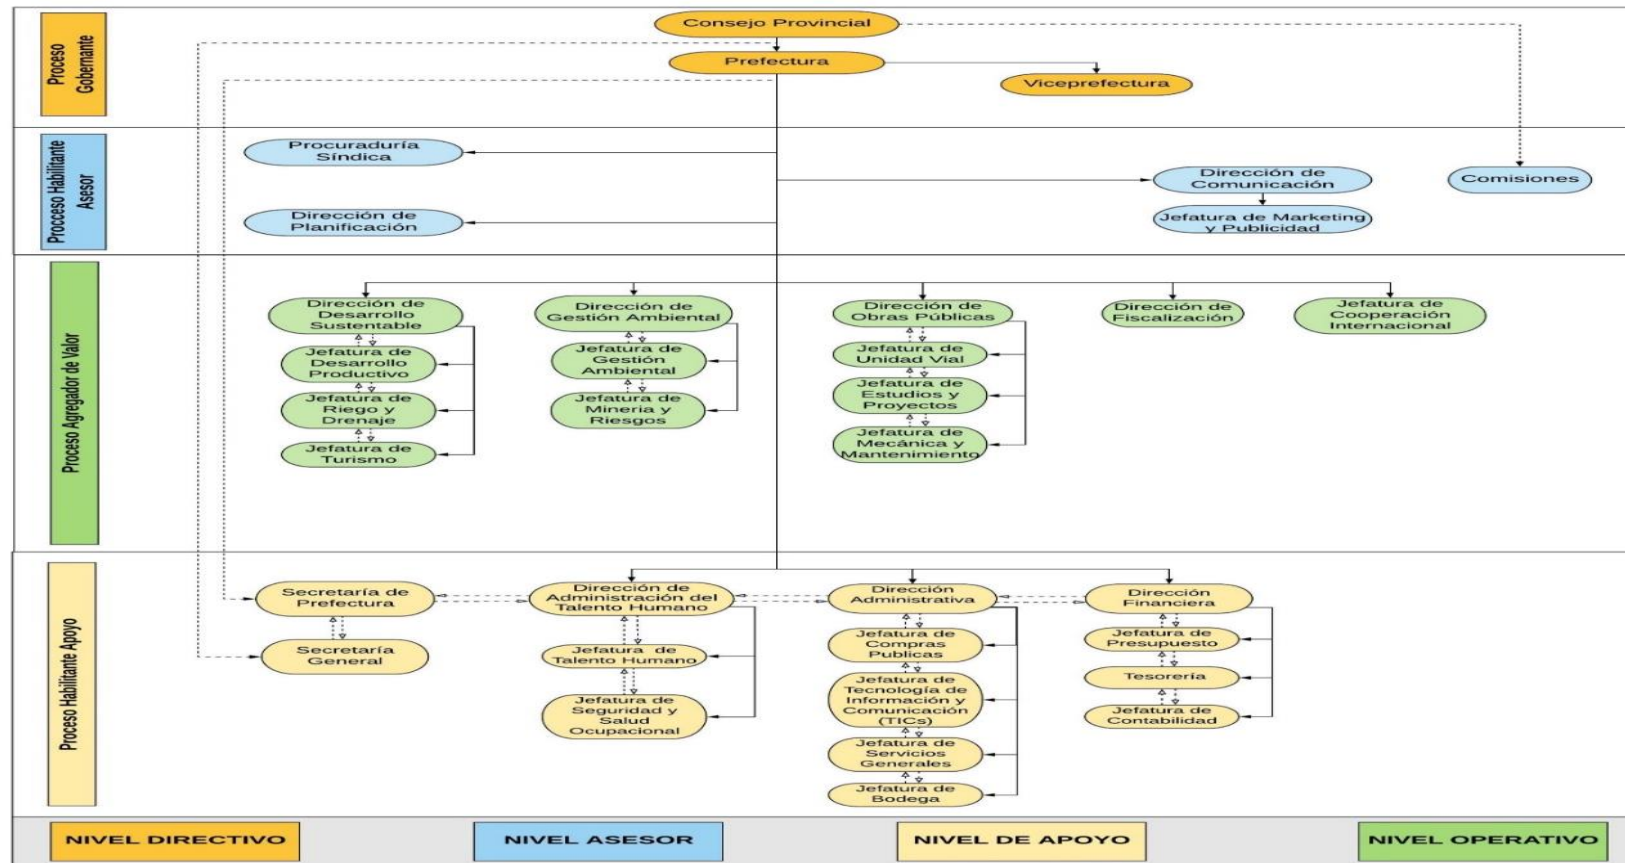 Proceso
Gobernante
Consejo Provincial
Prefectura
Viceprefectura
Procceso Habilitante
Asesor
Procuraduría
Síndica
Dirección de
Comunicación
Comisiones
Dirección de
Planificación
Jefatura de Marketing
y Publicidad
Proceso Agregador de Valor
Dirección de
Desarrollo
Sustentable
Jefatura de
Desarrollo
Productivo
Jefatura de
Riego y
Drenaje
Jefatura de
Turismo
Dirección de
Gestión Ambiental
Jefatura de
Gestión
Ambiental
Jefatura de
Mineria y
Riesgos
Dirección de
Obras Públicas
Jefatura de
Unidad Vial
Jefatura de
Estudios y
Proyectos
Jefatura de
Mecánica y
Mantenimiento
Dirección de
Fiscalización
Jefatura de
Cooperación
Internacional
Proceso Habilitante Apoyo
Secretaría de
Prefectura
Secretaría
General
Dirección de
Administración del
Talento Humano
Jefatura de
Talento Humano
Jefatura de
Seguridad y
Salud
Ocupacional
Dirección
Administrativa
Jefatura de
Compras
Publicas
Jefatura de
Tecnología de
Información y
Comunicación
(TICs)
Jefatura de
Servicios
Generales
Jefatura de
Bodega
Dirección
Financiera
Jefatura de
Presupuesto
Tesorería
Jefatura de
Contabilidad
NIVEL DIRECTIVO
NIVEL ASESOR
NIVEL DE APOYO
NIVEL OPERATIVO